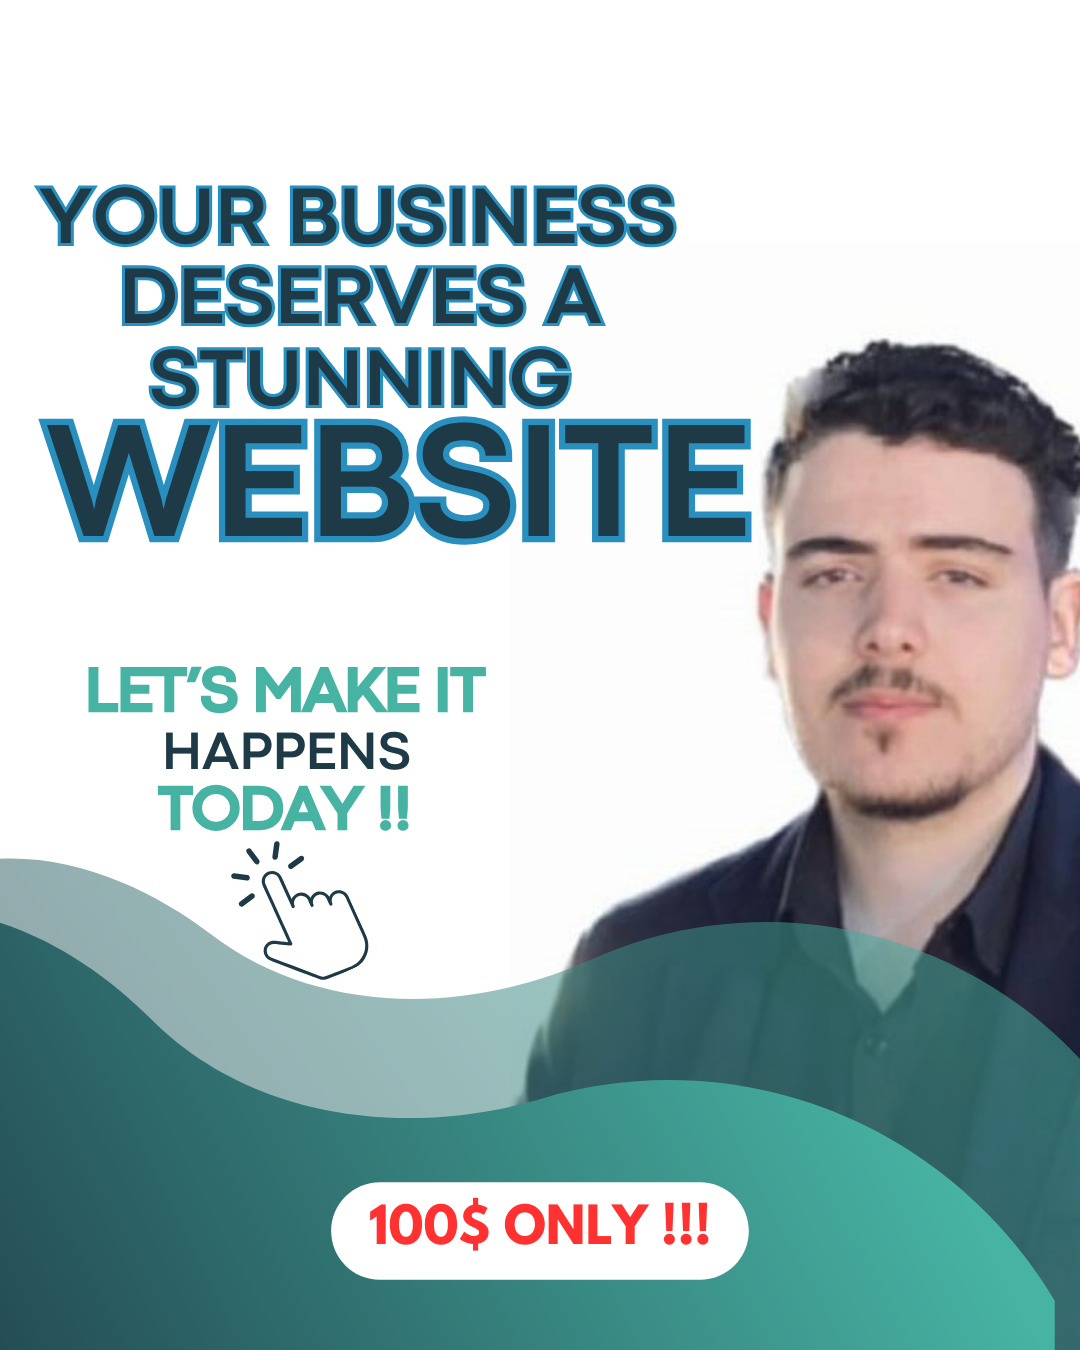 YOUR BUSINESS
DESERVES A
STUNNING
WEBSITE
LET'S MAKE IT
HAPPENS
TODAY !!
100$ ONLY !!!